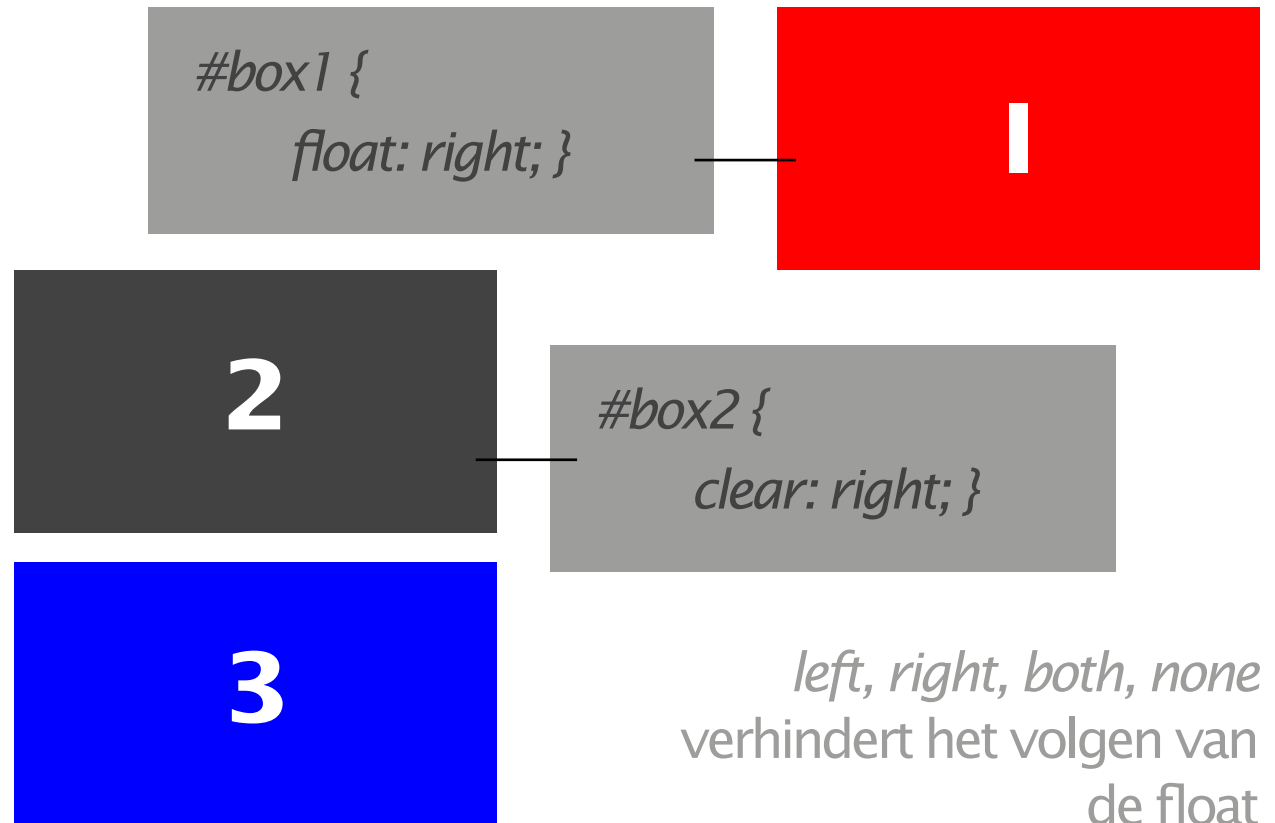 #box1 {
float: right; }
1
2
#box2 {
clear: right; }
3
left, right, both, none
verhindert het volgen van
de float